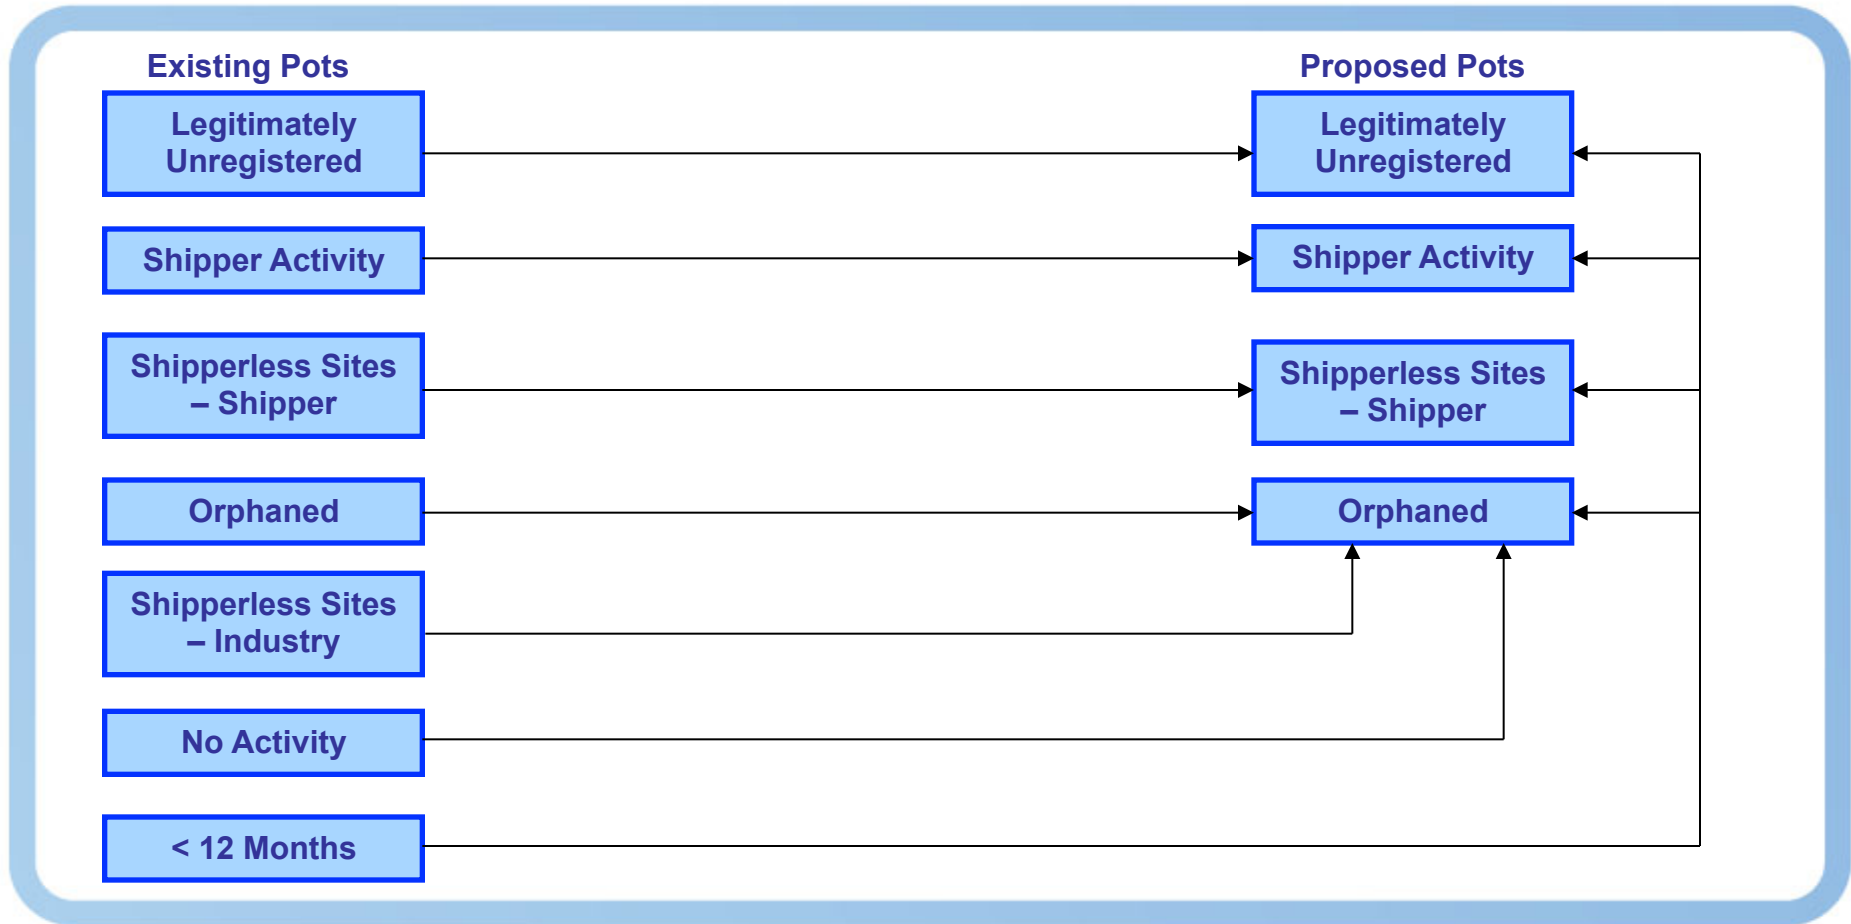 Existing Pots
Proposed Pots
Legitimately
Unregistered
Legitimately
Unregistered
Shipper Activity
Shipper Activity
Shipperless Sites
– Shipper
Shipperless Sites
– Shipper
Orphaned
Orphaned
Shipperless Sites
– Industry
No Activity
< 12 Months